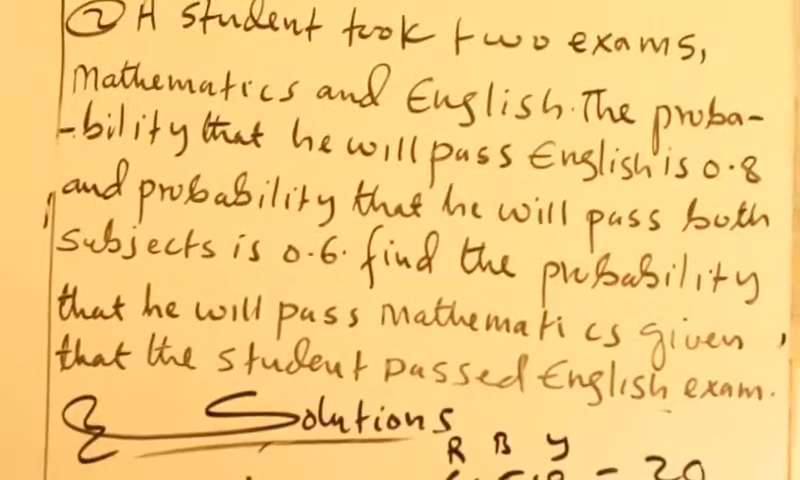 ② A student took two exams,
Mathematics and English. The proba-
-bility that he will pass English is 0.8
and probability that he will pass both
subjects is 0.6. find the probability
that he will pass Mathematics given
that the student passed English exam.
Solutions
R B Y
= 20